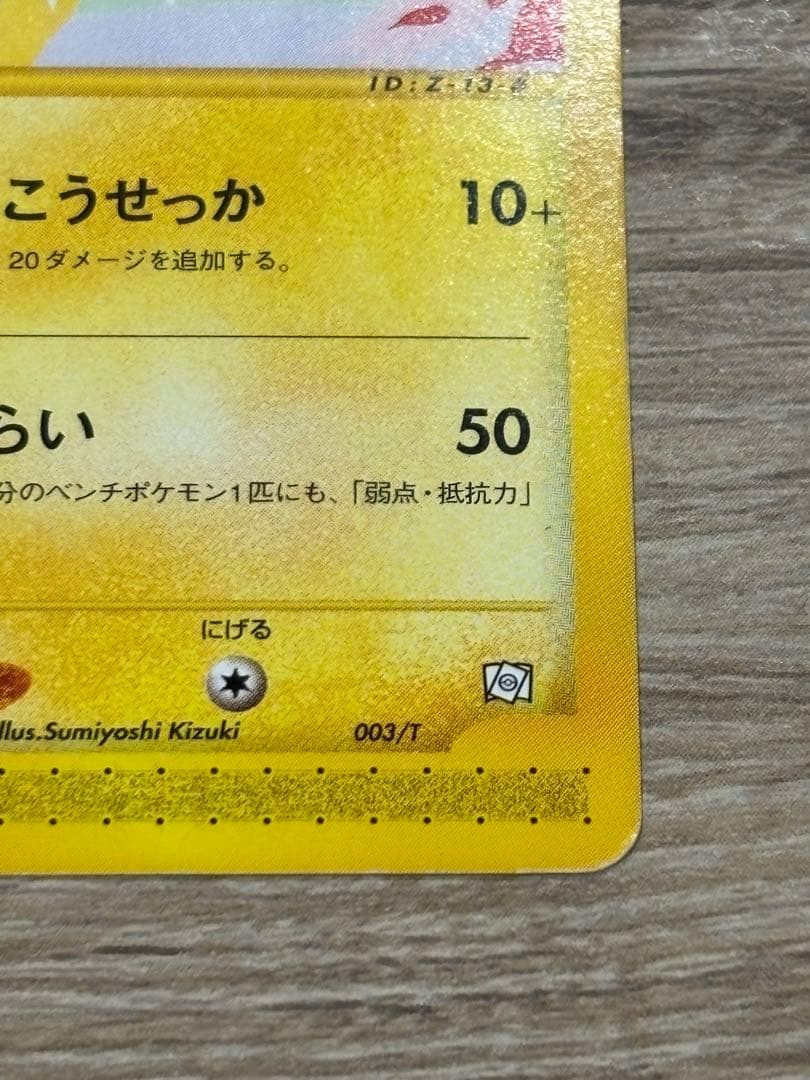 ID:Z-13-
こうせっか 10+
20ダメージを追加する。
らい 50
分のベンチポケモン1匹にも、「弱点・抵抗力」
にげる
illus.Sumiyoshi Kizuki 003/T